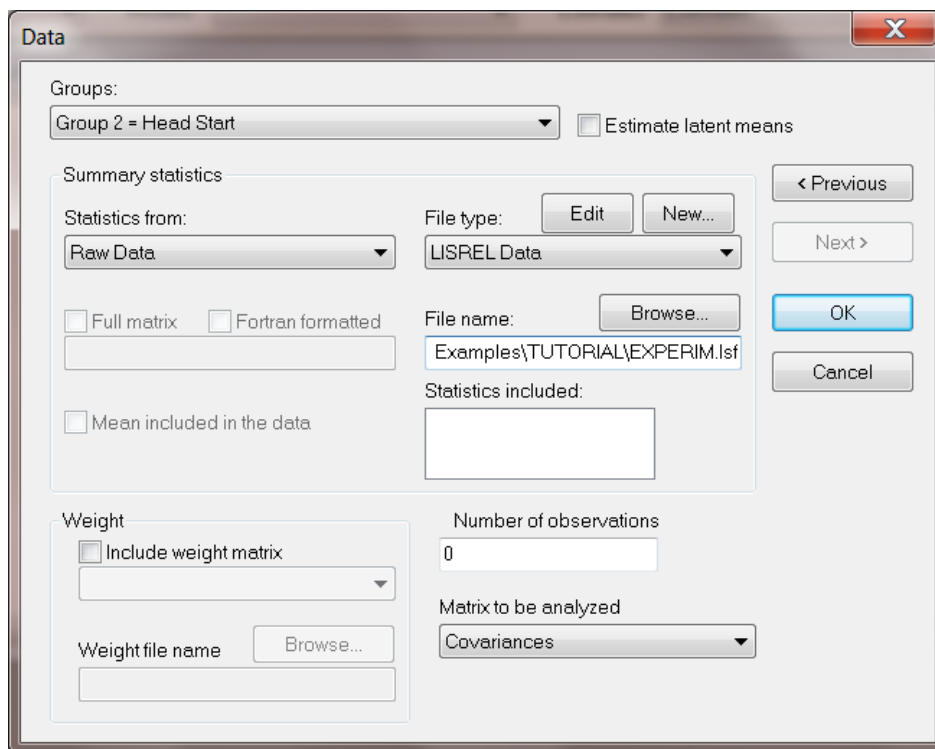 Data
Groups:
Group 2 = Head Start
Estimate latent means
Summary statistics
< Previous
Statistics from:
File type:
Edit
New...
Raw Data
LISREL Data
Next >
Full matrix
Fortran formatted
File name:
Browse...
OK
Examples\TUTORIAL\EXPERIM.lsf
Cancel
Statistics included:
Mean included in the data
Weight
Include weight matrix
Number of observations
0
Matrix to be analyzed
Covariances
Weight file name
Browse...